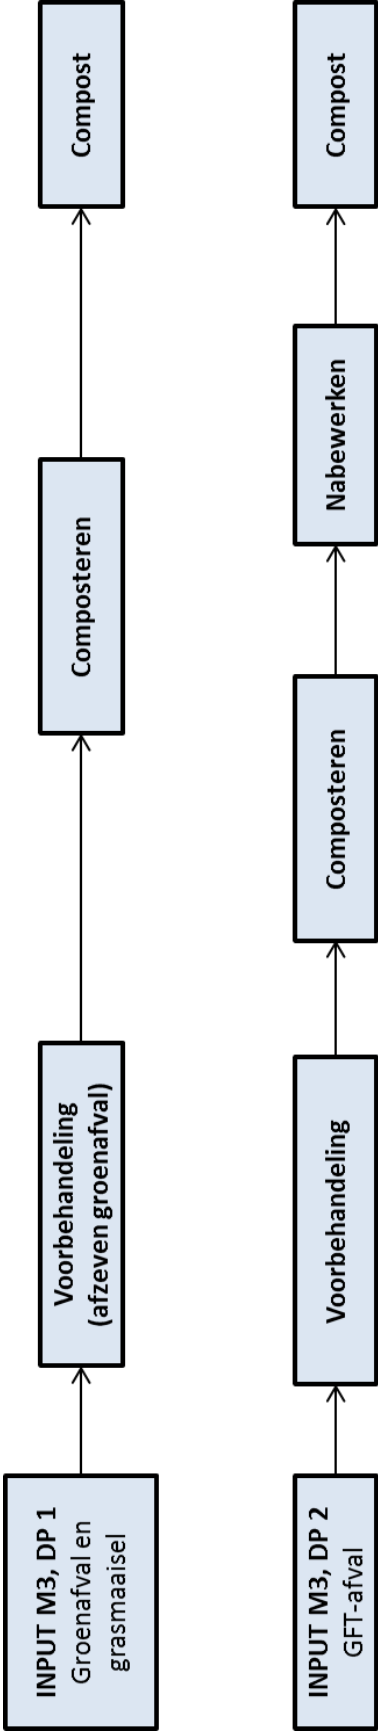 INPUT M3, DP 1
Groenafval en
grasmaaisel
Voorbehandeling
(afzeven groenafval)
Composteren
Compost
INPUT M3, DP 2
GFT-afval
Voorbehandeling
Composteren
Nabewerken
Compost